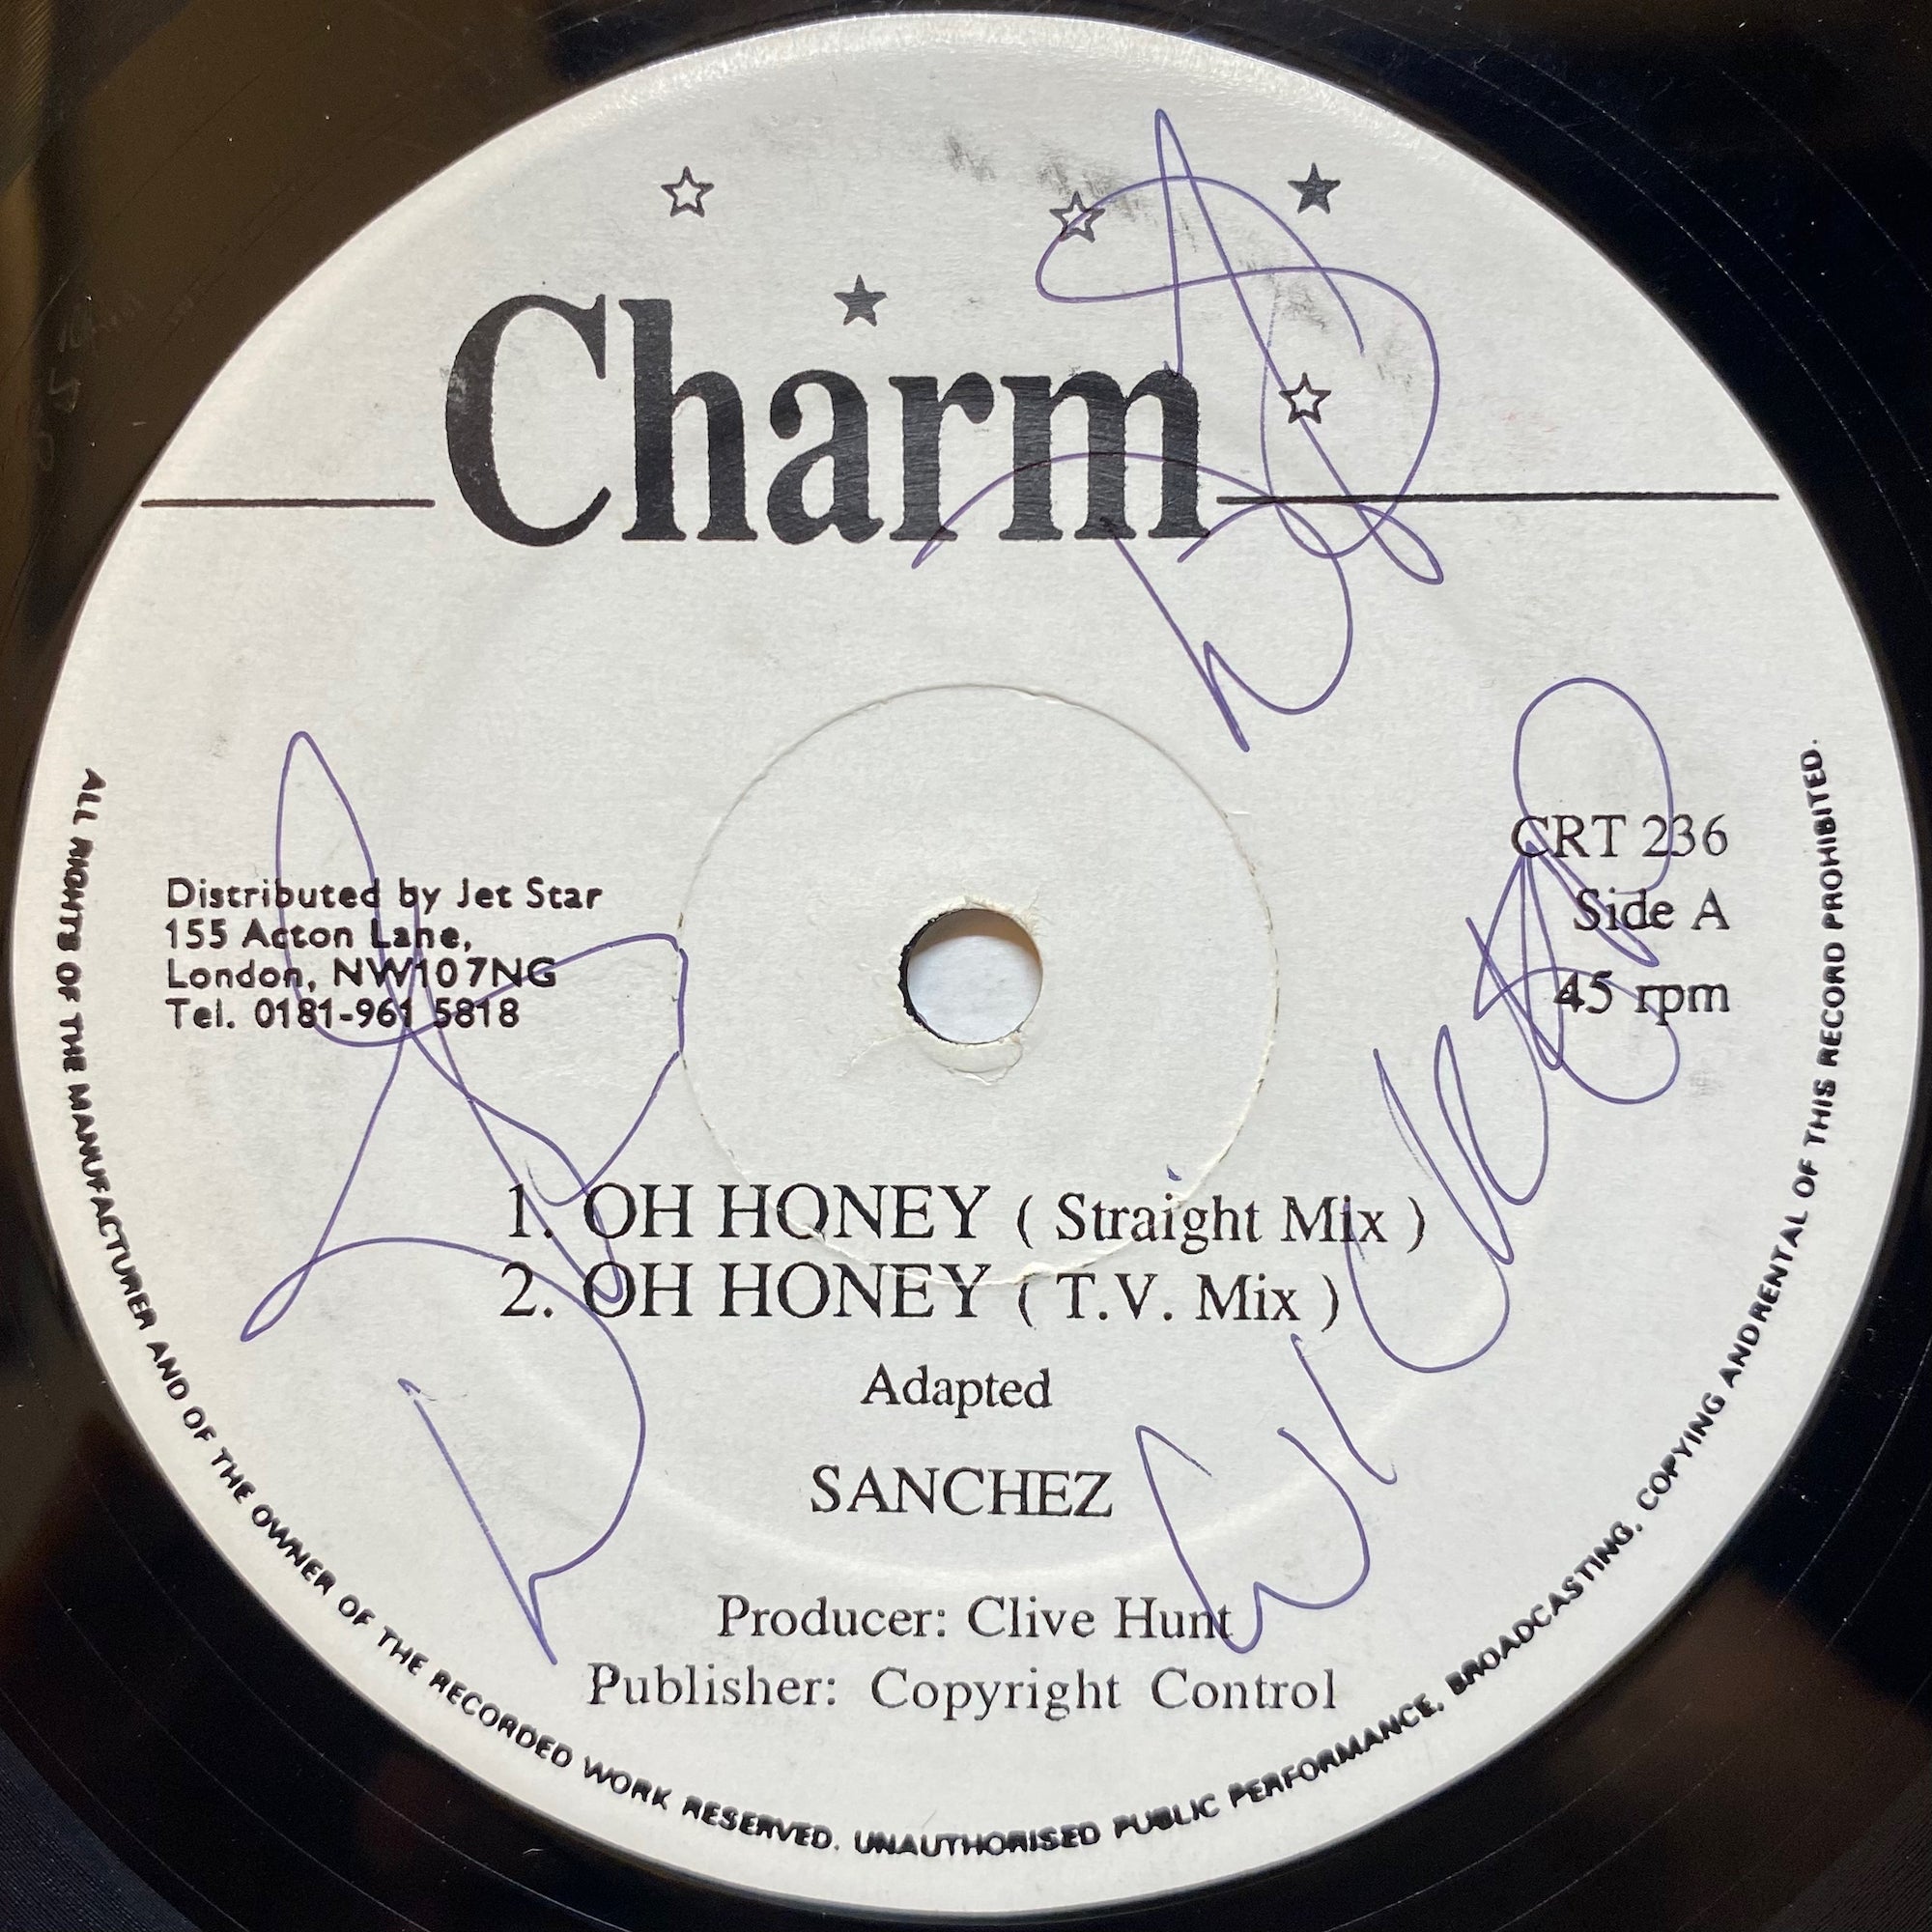 Charm
Distributed by Jet Star
155 Acton Lane,
London, NW10 7NG
Tel. 0181-961 5818
CRT 236
Side A
45 rpm
1. OH HONEY ( Straight Mix )
2. OH HONEY ( T.V. Mix )
Adapted
SANCHEZ
Producer: Clive Hunt
Publisher: Copyright Control
ALL RIGHTS OF THE MANUFACTURER AND OF THE OWNER OF THE RECORDED WORK RESERVED. UNAUTHORISED PUBLIC PERFORMANCE, BROADCASTING, COPYING AND RENTAL OF THIS RECORD PROHIBITED.